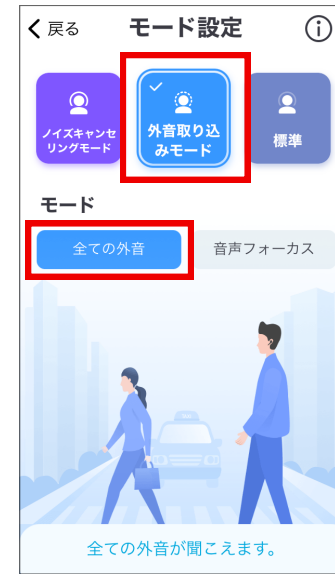 戻る
モード設定
ノイズキャンセ
リングモード
外音取り込
みモード
標準
モード
全ての外音
音声フォーカス
全ての外音が聞こえます。